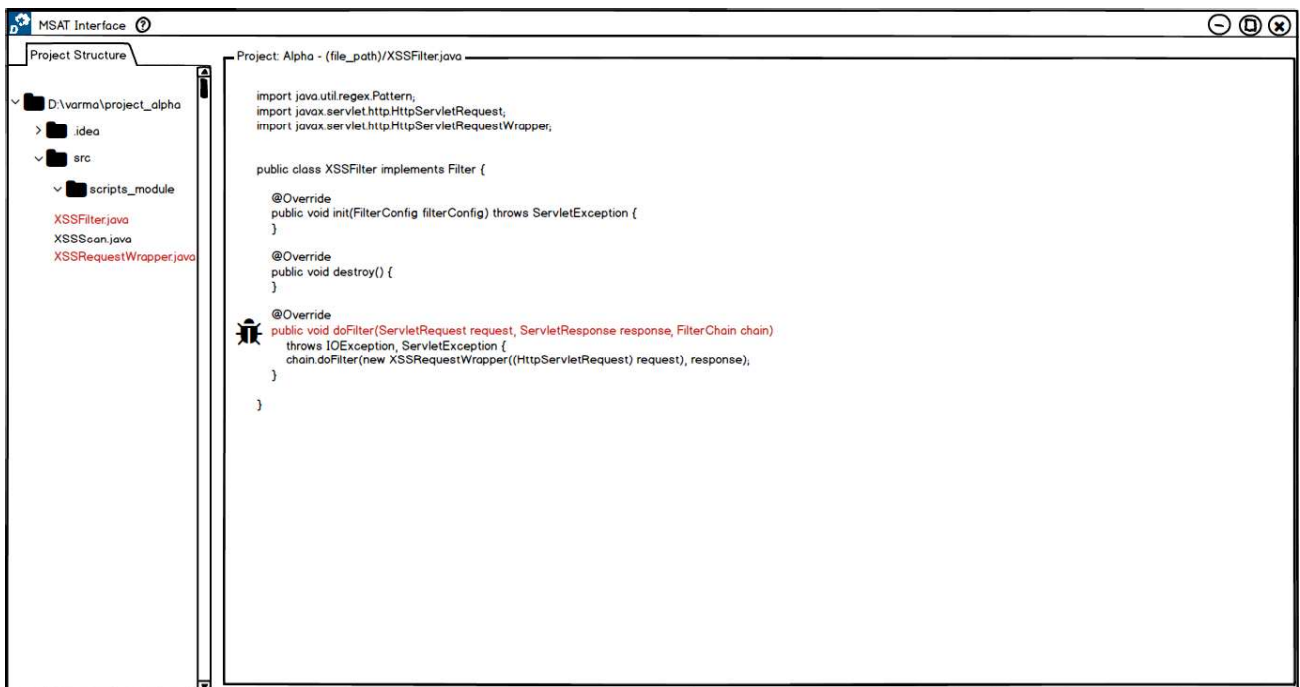 MSAT Interface ?
Project Structure
D:\varma\project_alpha
.idea
src
scripts_module
XSSFilter.java
XSSScan.java
XSSRequestWrapper.java
Project: Alpha - (file_path)/XSSFilter.java
import java.util.regex.Pattern;
import javax.servlet.http.HttpServletRequest;
import javax.servlet.http.HttpServletRequestWrapper;
public class XSSFilter implements Filter {
@Override
public void init(FilterConfig filterConfig) throws ServletException {
}
@Override
public void destroy() {
}
@Override
public void doFilter(ServletRequest request, ServletResponse response, FilterChain chain)
throws IOException, ServletException {
chain.doFilter(new XSSRequestWrapper((HttpServletRequest) request), response);
}
}